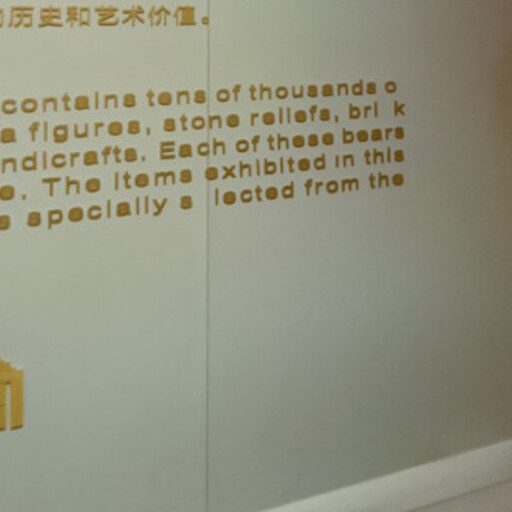 历史和艺术价值。
contains tens of thousands o
a figures, stone reliefs, bri k
ndicrafts. Each of these bears
e. The items exhibited in this
s specially s lected from the